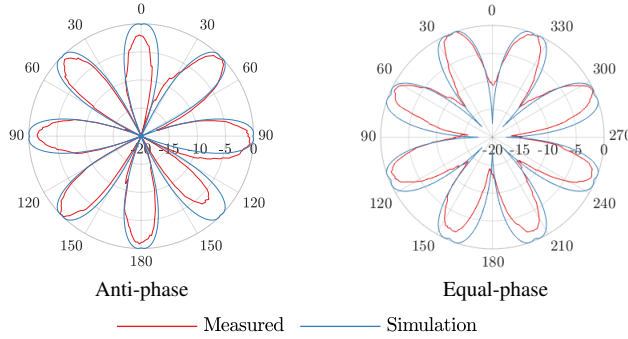 0 0
30 30 30 330
60 60 60 300
90 90 90 270
-20 -15 -10 -5 0 -20 -15 -10 -5 0
120 120 120 240
150 150 150 210
180 180
Anti-phase Equal-phase
Measured Simulation